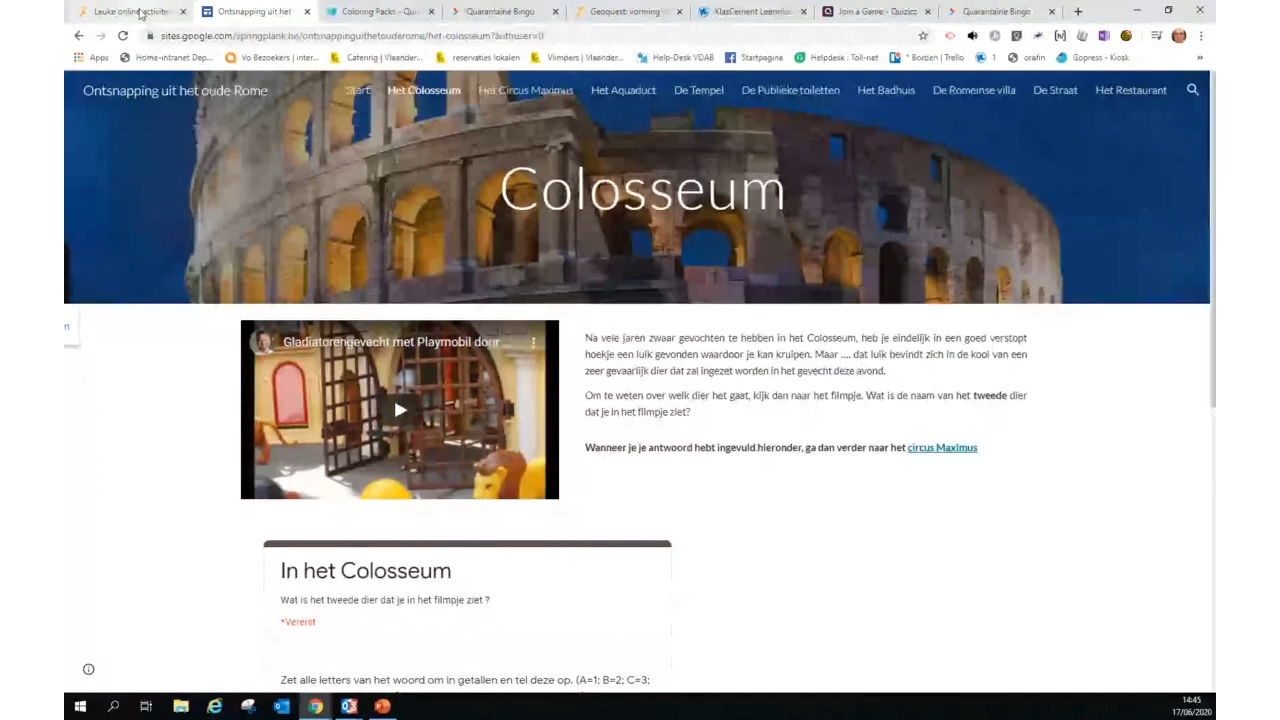 Leuke online activite
Ontsnapping uit het
Coloring Packs - Qu
Quarantaine Bingo
Geoquest: vorming
KlasCement Leermid
Join a Game - Quizizz
Quarantaine Bingo
sites.google.com/springplank.be/ontsnappinguithetouderome/het-colosseum?authuser=0
Apps Home-intranet Dep... Vo Bezoekers | inter... Catering | Vlaander... reservaties lokalen Vlimpers | Vlaander... Help-Desk VDAB Startpagina Helpdesk : Toll-net * Borden | Trello 1 orafin Gopress - Kiosk »
Ontsnapping uit het oude Rome
Start Het Colosseum Het Circus Maximus Het Aquaduct De Tempel De Publieke toiletten Het Badhuis De Romeinse villa De Straat Het Restaurant
Colosseum
Gladiatorengevecht met Playmobil door ...
Na vele jaren zwaar gevochten te hebben in het Colosseum, heb je eindelijk in een goed verstopt
hoekje een luik gevonden waardoor je kan kruipen. Maar .... dat luik bevindt zich in de kooi van een
zeer gevaarlijk dier dat zal ingezet worden in het gevecht deze avond.
Om te weten over welk dier het gaat, kijk dan naar het filmpje. Wat is de naam van het tweede dier
dat je in het filmpje ziet?
Wanneer je je antwoord hebt ingevuld hieronder, ga dan verder naar het circus Maximus
In het Colosseum
Wat is het tweede dier dat je in het filmpje ziet ?
*Vereist
Zet alle letters van het woord om in getallen en tel deze op. (A=1; B=2; C=3;
14:45
17/06/2020